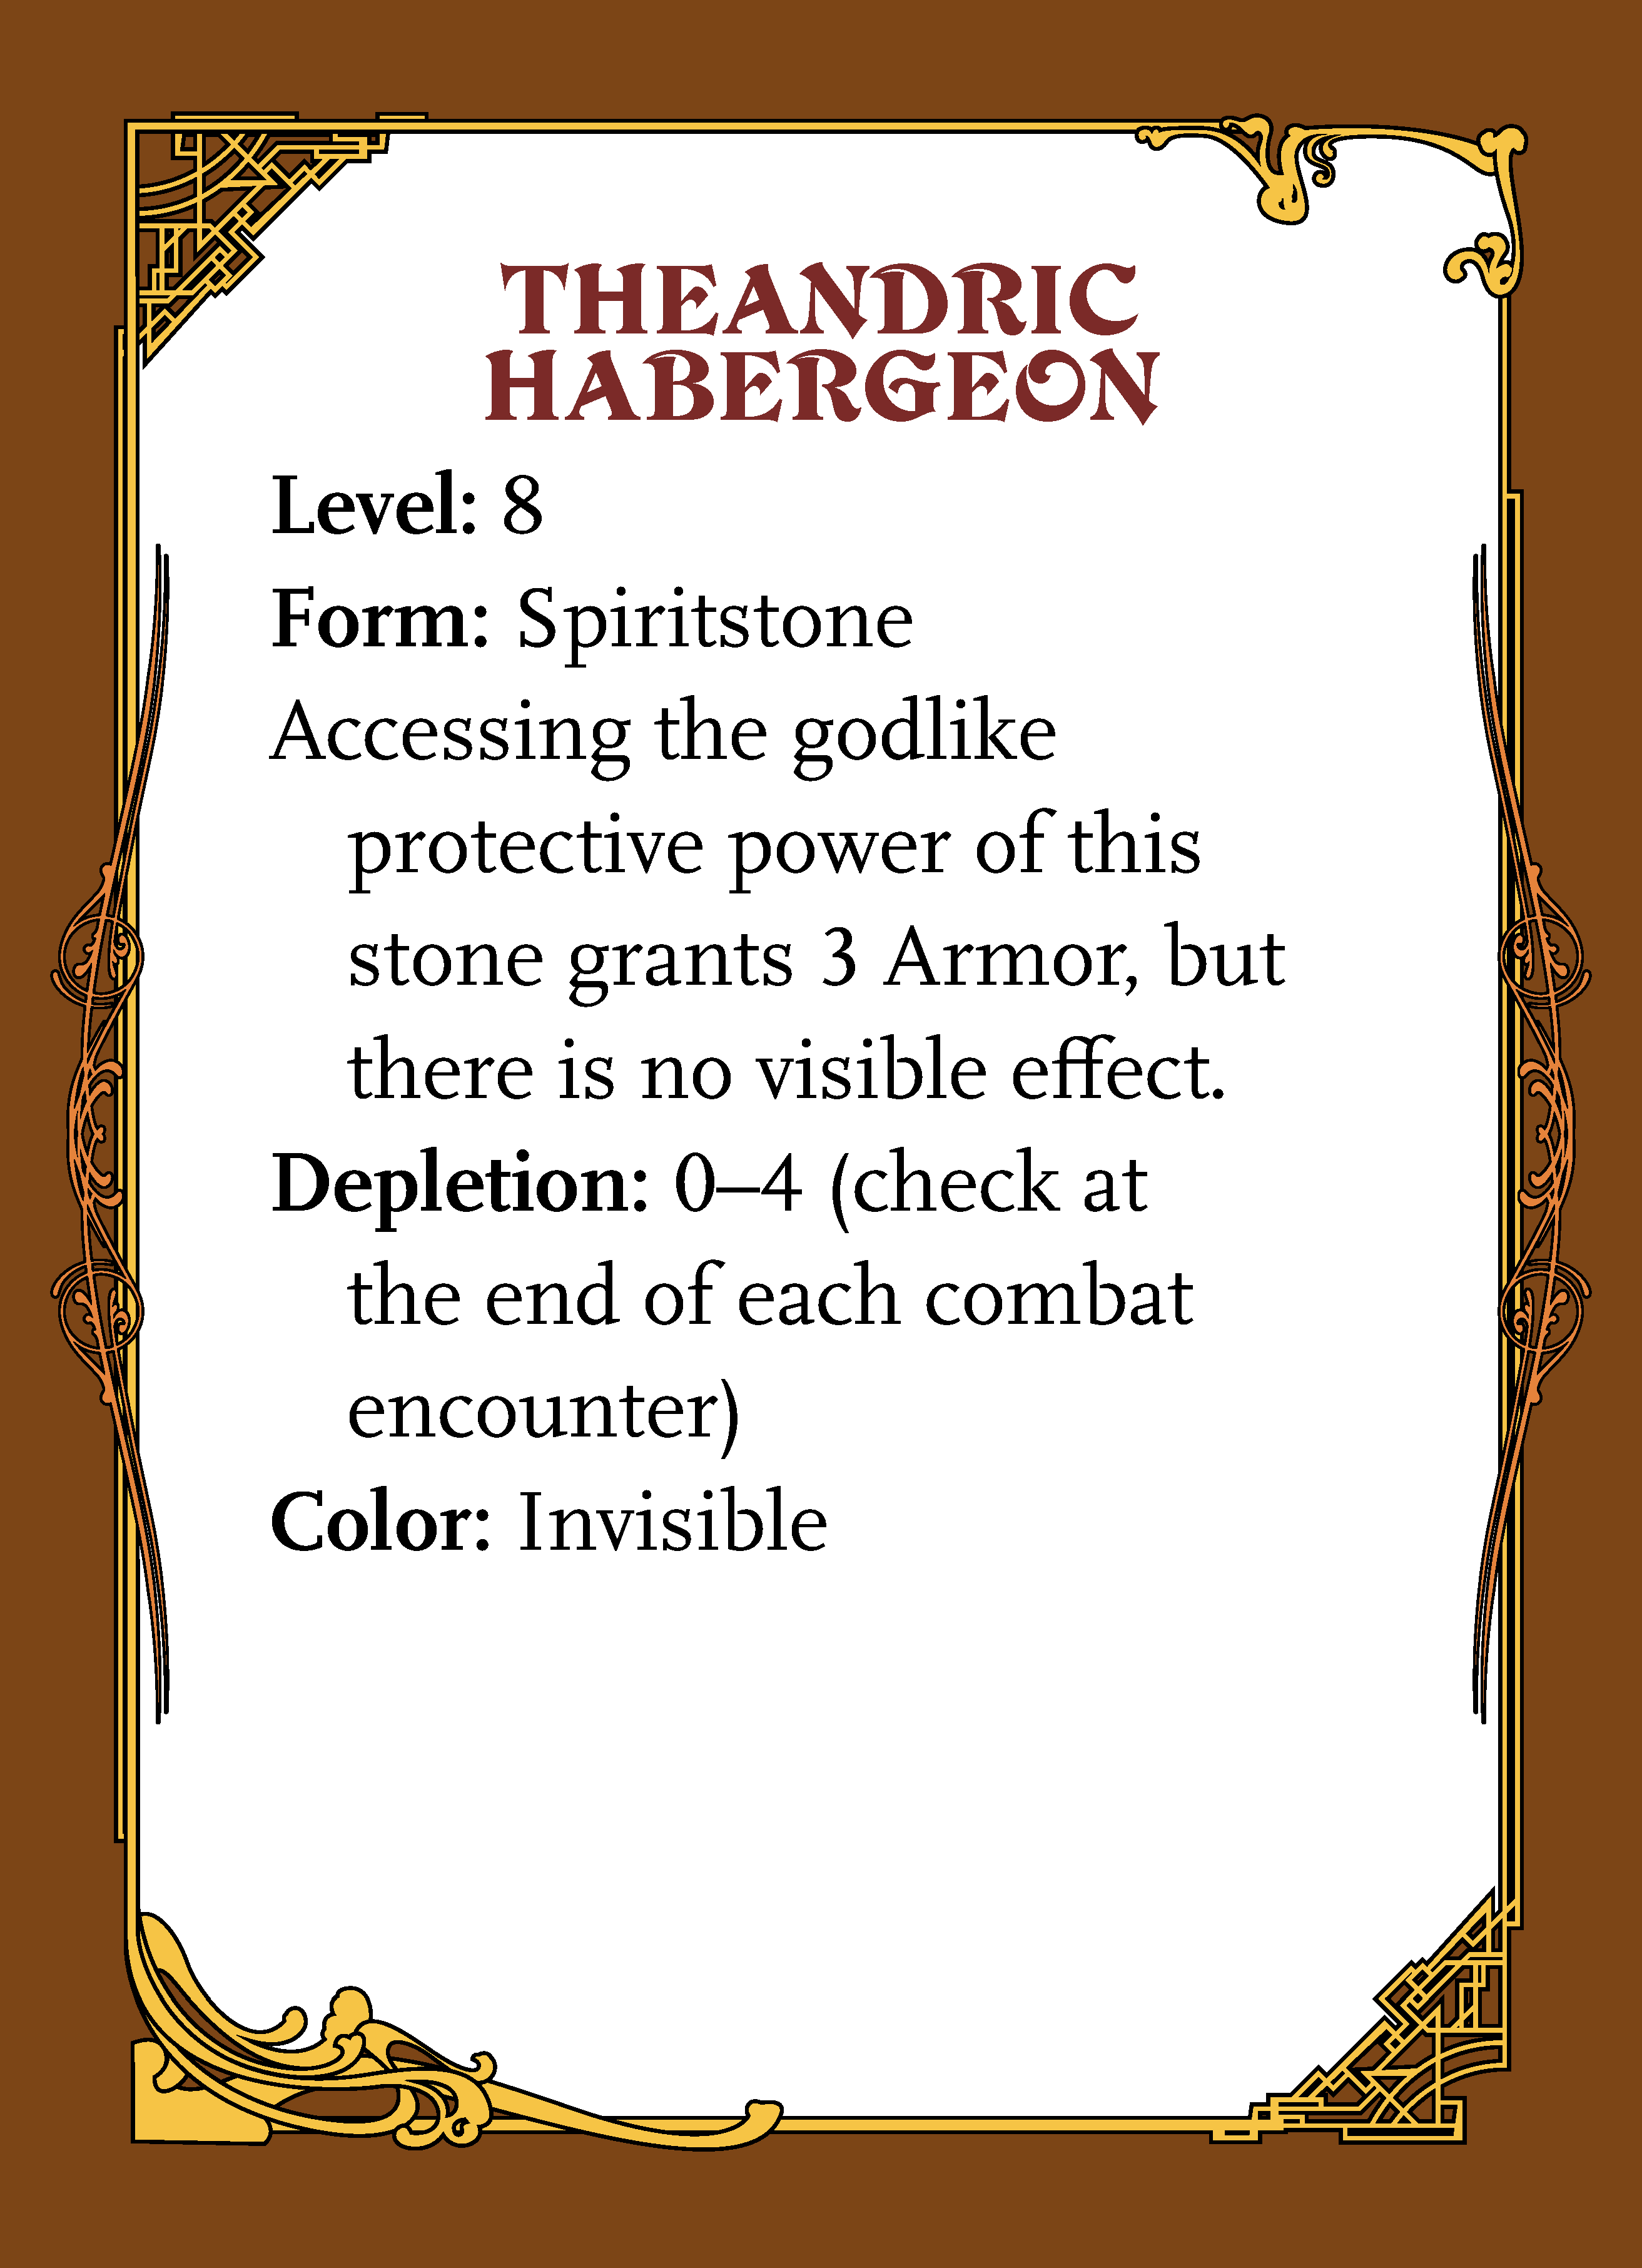 THEANDRIC
HABERGEON
Level: 8
Form: Spiritstone
Accessing the godlike
protective power of this
stone grants 3 Armor, but
there is no visible effect.
Depletion: 0–4 (check at
the end of each combat
encounter)
Color: Invisible